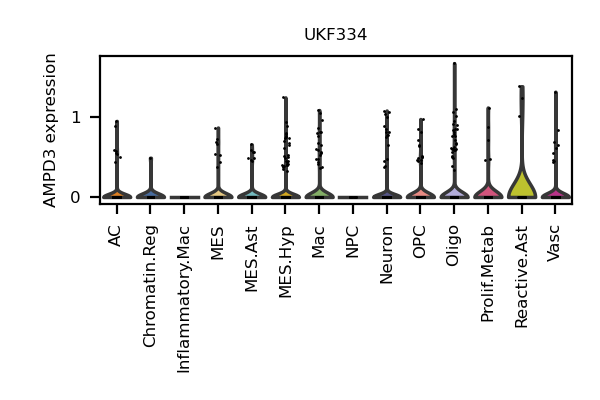 UKF334
AMPD3 expression
1
0
AC
Chromatin.Reg
Inflammatory.Mac
MES
MES.Ast
MES.Hyp
Mac
NPC
Neuron
OPC
Oligo
Prolif.Metab
Reactive.Ast
Vasc